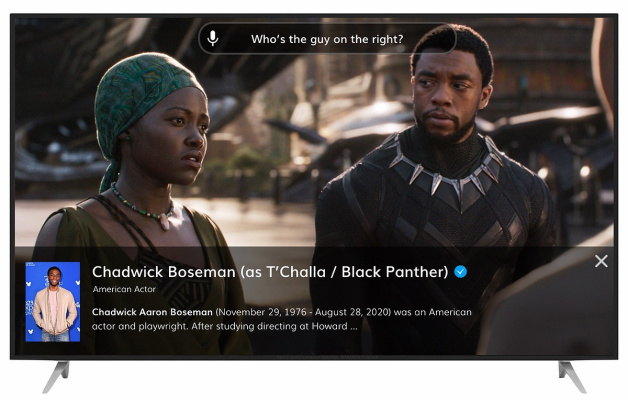 Who's the guy on the right?
Chadwick Boseman (as T'Challa / Black Panther)
American Actor
Chadwick Aaron Boseman (November 29, 1976 - August 28, 2020) was an American
actor and playwright. After studying directing at Howard ...